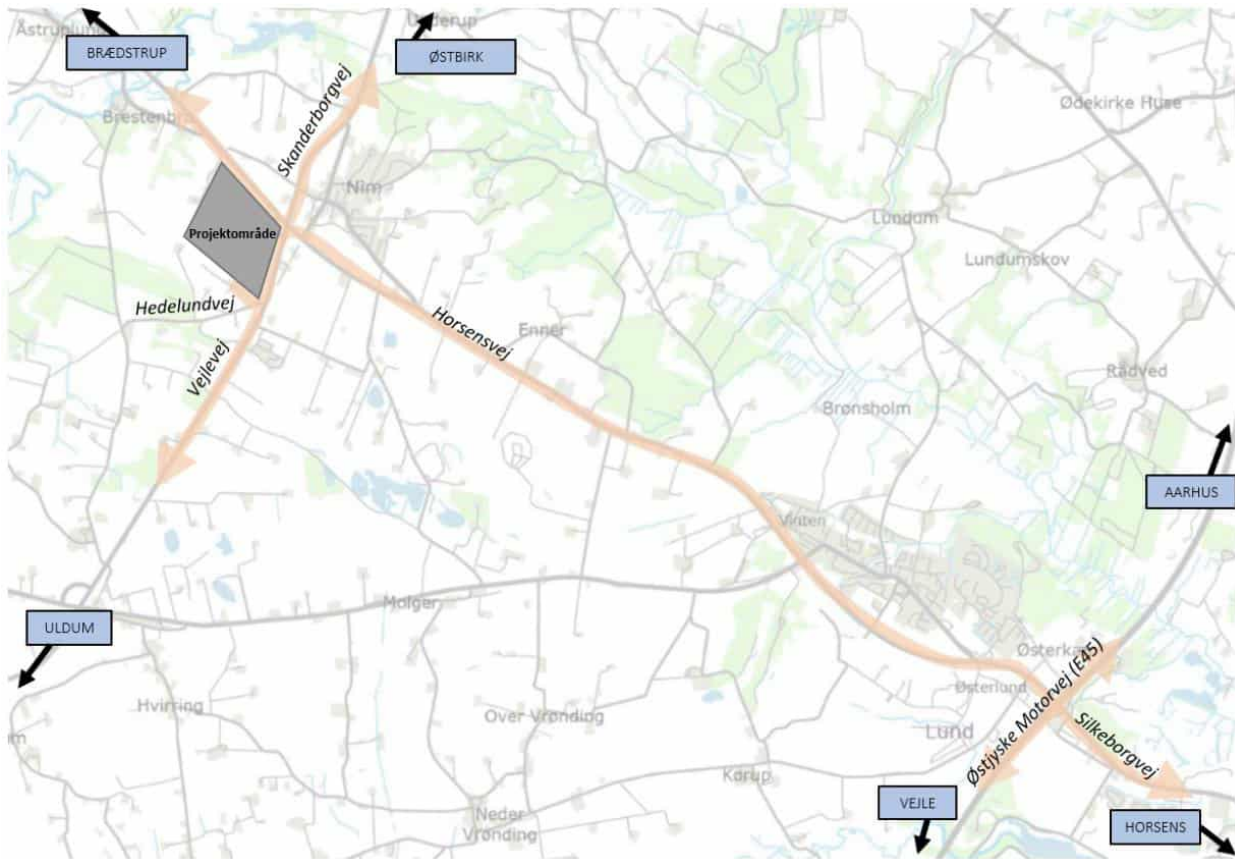 Åstruplund
BRÆDSTRUP
ØSTBIRK
Brestenbro
Skanderborgvej
Ødekirke Huse
Nim
Lundum
Projektområde
Lundumskov
Hedelundvej
Horsensvej
Enner
Vejlevej
Rådved
Brønsholm
AARHUS
Vinten
Molger
ULDUM
Østerlund
Østjyske Motorvej (E45)
Hvirring
Over Vrønding
Lund
Silkeborgvej
Korup
VEJLE
Neder
Vrønding
HORSENS